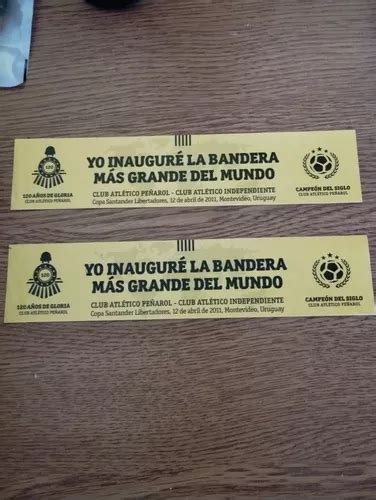 YO INAUGURÉ LA BANDERA
MÁS GRANDE DEL MUNDO
CLUB ATLÉTICO PEÑAROL - CLUB ATLÉTICO INDEPENDIENTE
Copa Santander Libertadores, 12 de abril de 2011, Montevideo, Uruguay
120
120 AÑOS DE GLORIA
CLUB ATLÉTICO PEÑAROL
CAMPEÓN DEL SIGLO
CLUB ATLÉTICO PEÑAROL
YO INAUGURÉ LA BANDERA
MÁS GRANDE DEL MUNDO
CLUB ATLÉTICO PEÑAROL - CLUB ATLÉTICO INDEPENDIENTE
Copa Santander Libertadores, 12 de abril de 2011, Montevideo, Uruguay
120
120 AÑOS DE GLORIA
CLUB ATLÉTICO PEÑAROL
CAMPEÓN DEL SIGLO
CLUB ATLÉTICO PEÑAROL